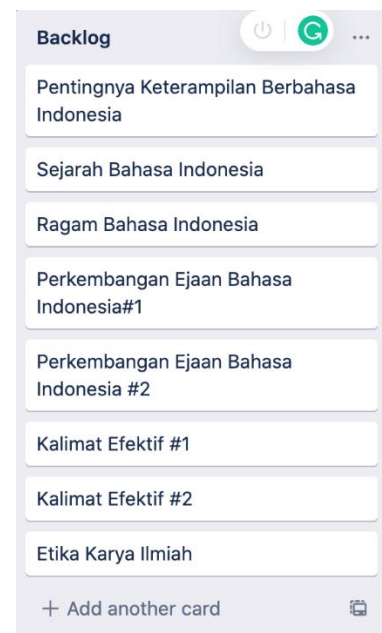 Backlog
Pentingnya Keterampilan Berbahasa
Indonesia
Sejarah Bahasa Indonesia
Ragam Bahasa Indonesia
Perkembangan Ejaan Bahasa
Indonesia#1
Perkembangan Ejaan Bahasa
Indonesia #2
Kalimat Efektif #1
Kalimat Efektif #2
Etika Karya Ilmiah
+ Add another card